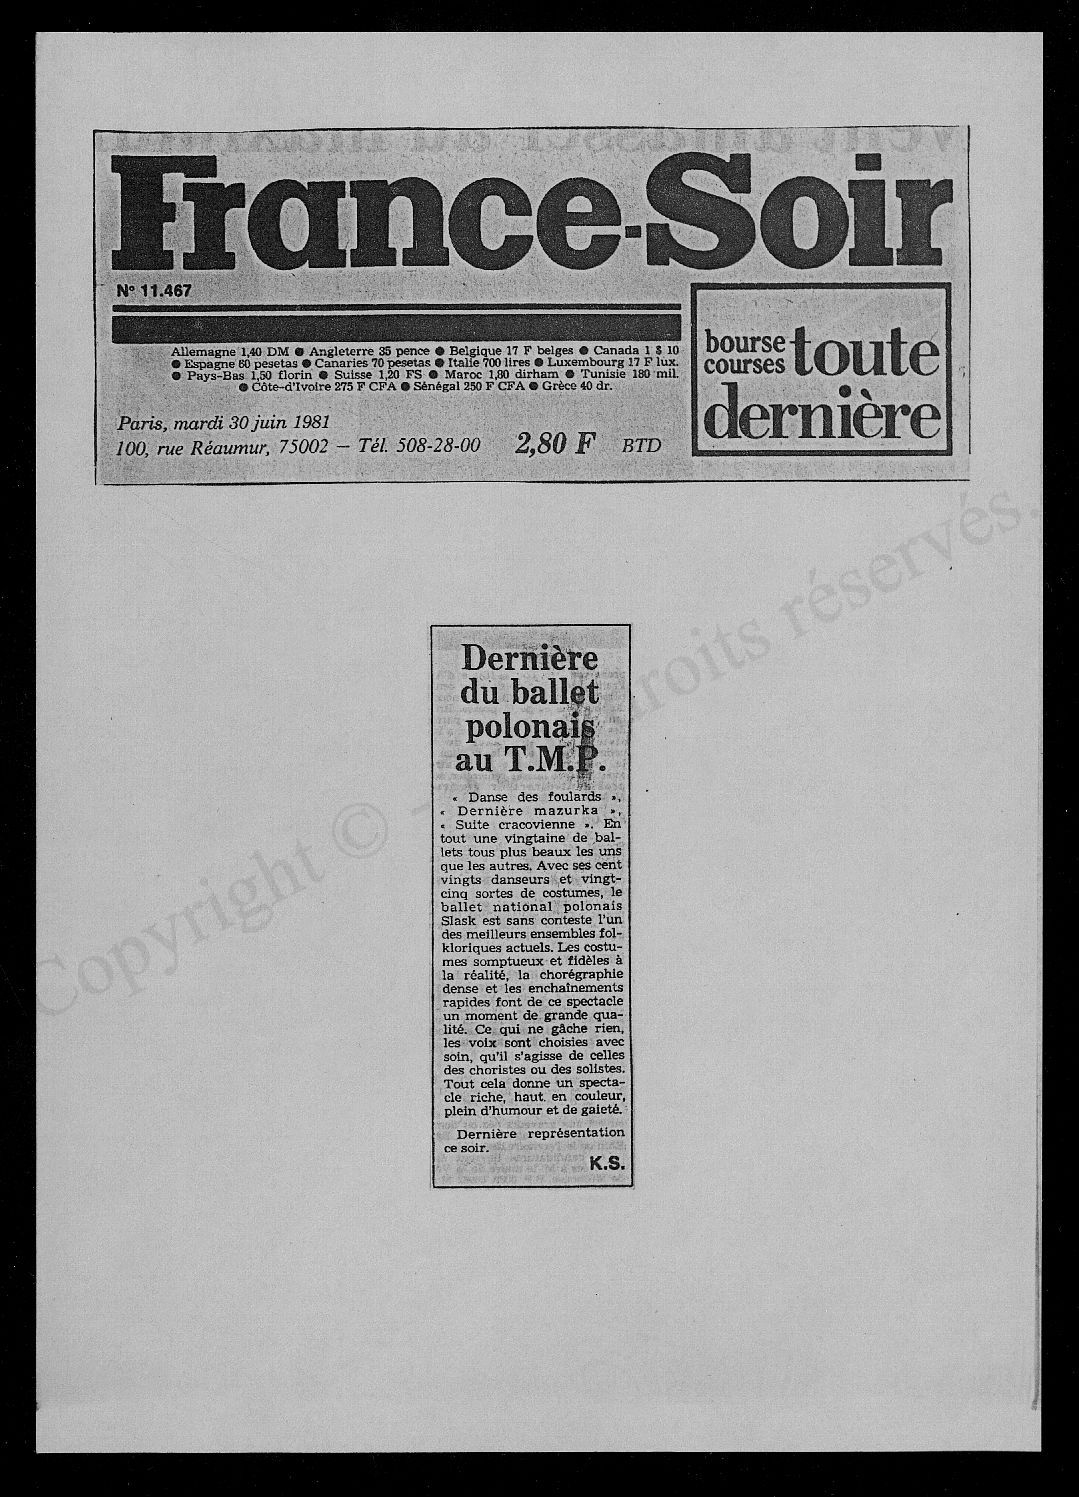 France-Soir
N° 11.467
Allemagne 1,40 DM ● Angleterre 35 pence ● Belgique 17 F belges ● Canada 1 $ 10
● Espagne 60 pesetas ● Canaries 70 pesetas ● Italie 700 lires ● Luxembourg 17 F lux.
● Pays-Bas 1,50 florin ● Suisse 1,20 FS ● Maroc 1,80 dirham ● Tunisie 180 mil.
● Côte-d'Ivoire 275 F CFA ● Sénégal 250 F CFA ● Grèce 40 dr.
Paris, mardi 30 juin 1981
100, rue Réaumur, 75002 — Tél. 508-28-00 2,80 F BTD
bourse
courses toute
dernière
Dernière
du ballet
polonais
au T.M.P.
« Danse des foulards »,
« Dernière mazurka »,
« Suite cracovienne ». En
tout une vingtaine de bal-
lets tous plus beaux les uns
que les autres. Avec ses cent
vingts danseurs et vingt-
cinq sortes de costumes, le
ballet national polonais
Slask est sans conteste l'un
des meilleurs ensembles fol-
kloriques actuels. Les costu-
mes somptueux et fidèles à
la réalité, la chorégraphie
dense et les enchaînements
rapides font de ce spectacle
un moment de grande qua-
lité. Ce qui ne gâche rien,
les voix sont choisies avec
soin, qu'il s'agisse de celles
des choristes ou des solistes.
Tout cela donne un specta-
cle riche, haut en couleur,
plein d'humour et de gaieté.
Dernière représentation
ce soir.
K.S.
Copyright © - droits réservés.